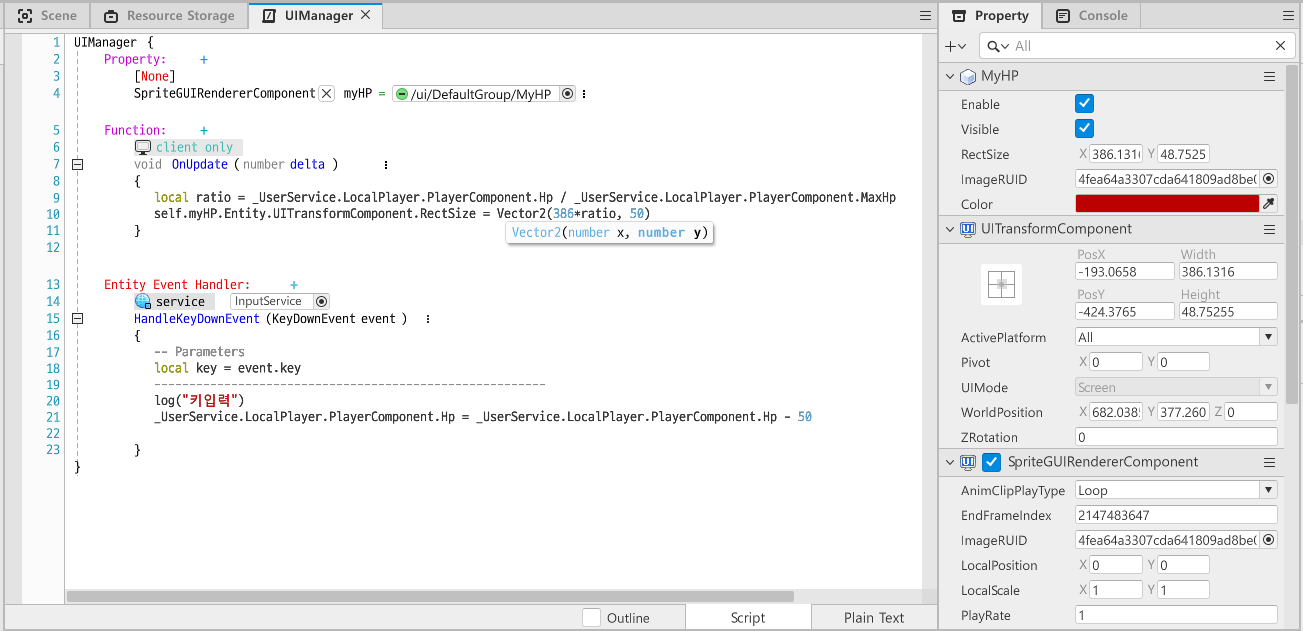 Scene
Resource Storage
UIManager
1 UIManager {
2 Property: +
3 [None]
4 SpriteGUIRendererComponent myHP = /ui/DefaultGroup/MyHP
5 Function: +
6 client only
7 void OnUpdate (number delta )
8 {
9 local ratio = _UserService.LocalPlayer.PlayerComponent.Hp / _UserService.LocalPlayer.PlayerComponent.MaxHp
10 self.myHP.Entity.UITransformComponent.RectSize = Vector2(386*ratio, 50)
Vector2(number x, number y)
11 }
12
13 Entity Event Handler: +
14 service InputService
15 HandleKeyDownEvent (KeyDownEvent event )
16 {
17 -- Parameters
18 local key = event.key
19 --------------------------------------------------------
20 log("키입력")
21 _UserService.LocalPlayer.PlayerComponent.Hp = _UserService.LocalPlayer.PlayerComponent.Hp - 50
22
23 }
}
Outline
Script
Plain Text
Property
Console
All
MyHP
Enable
Visible
RectSize X 386.131 Y 48.7525
ImageRUID 4fea64a3307cda641809ad8be
Color
UITransformComponent
PosX Width
-193.0658 386.1316
PosY Height
-424.3765 48.75255
ActivePlatform All
Pivot X 0 Y 0
UIMode Screen
WorldPosition X 682.038 Y 377.260 Z 0
ZRotation 0
SpriteGUIRendererComponent
AnimClipPlayType Loop
EndFrameIndex 2147483647
ImageRUID 4fea64a3307cda641809ad8be
LocalPosition X 0 Y 0
LocalScale X 1 Y 1
PlayRate 1